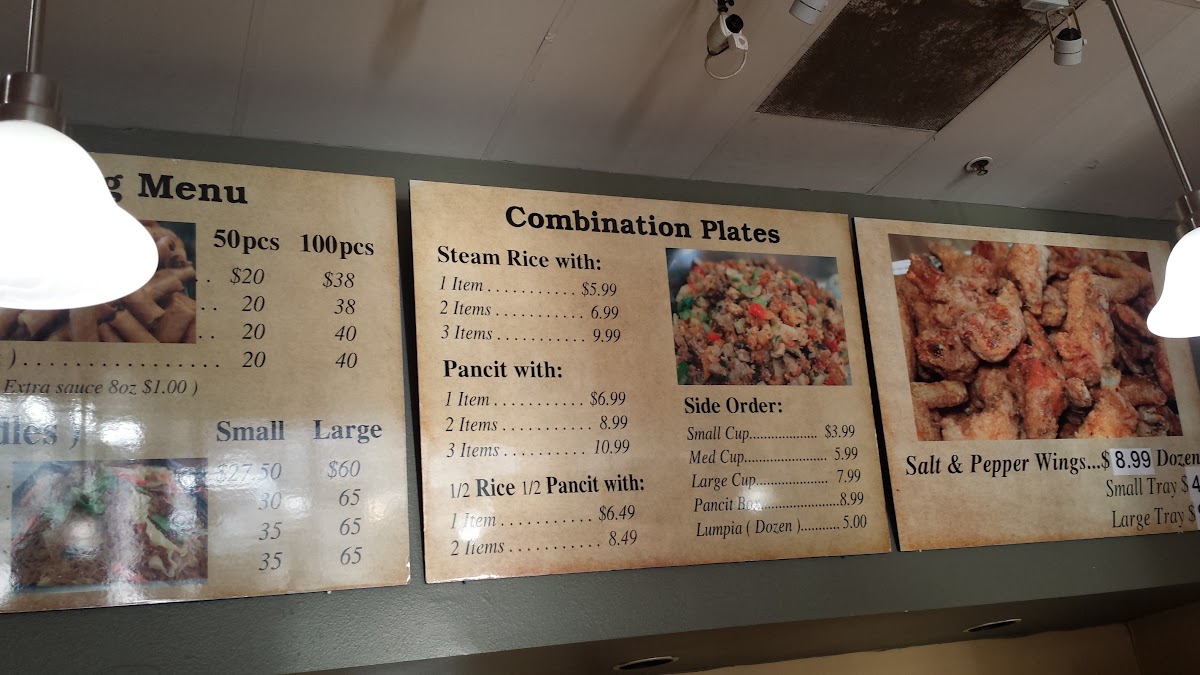 Menu
50pcs 100pcs
. . $20 $38
. . 20 38
. . 20 40
) . . . . . . . . . . . . . . . . . . . . . . 20 40
Extra sauce 8oz $1.00 )
) Small Large
$27.50 $60
30 65
35 65
35 65
Combination Plates
Steam Rice with:
1 Item . . . . . . . . . . . $5.99
2 Items . . . . . . . . . . . 6.99
3 Items . . . . . . . . . . . 9.99
Pancit with:
1 Item . . . . . . . . . . . $6.99
2 Items . . . . . . . . . . . 8.99
3 Items . . . . . . . . . . 10.99
1/2 Rice 1/2 Pancit with:
1 Item . . . . . . . . . . . $6.49
2 Items . . . . . . . . . . . 8.49
Side Order:
Small Cup................... $3.99
Med Cup....................... 5.99
Large Cup.................... 7.99
Pancit Box......................8.99
Lumpia ( Dozen )........... 5.00
Salt & Pepper Wings...$ 8.99 Dozen
Small Tray $4
Large Tray $